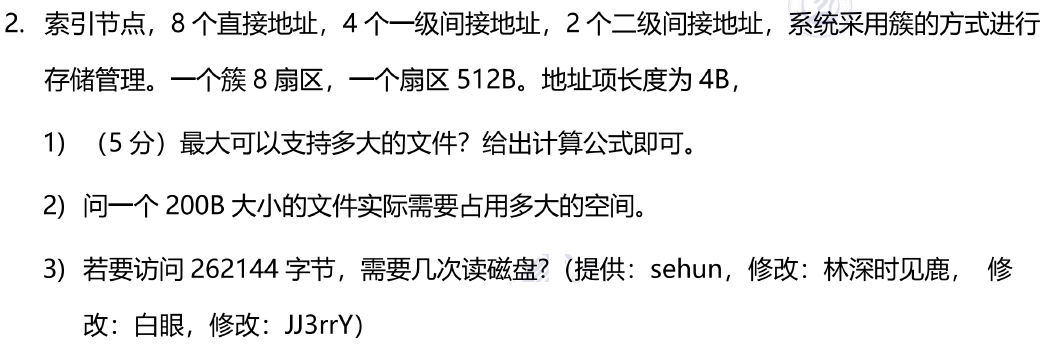 2. 索引节点，8 个直接地址，4 个一级间接地址，2 个二级间接地址，系统采用簇的方式进行
存储管理。一个簇 8 扇区，一个扇区 512B。地址项长度为 4B，
1) （5 分）最大可以支持多大的文件？给出计算公式即可。
2) 问一个 200B 大小的文件实际需要占用多大的空间。
3) 若要访问 262144 字节，需要几次读磁盘？（提供：sehun，修改：林深时见鹿， 修
改：白眼，修改：JJ3rrY）